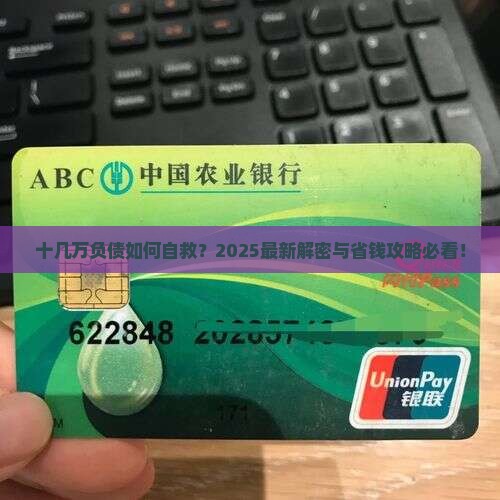 ABC 中国农业银行
十几万负债如何自救？2025最新解密与省钱攻略必看！
622848
171
UnionPay
银联